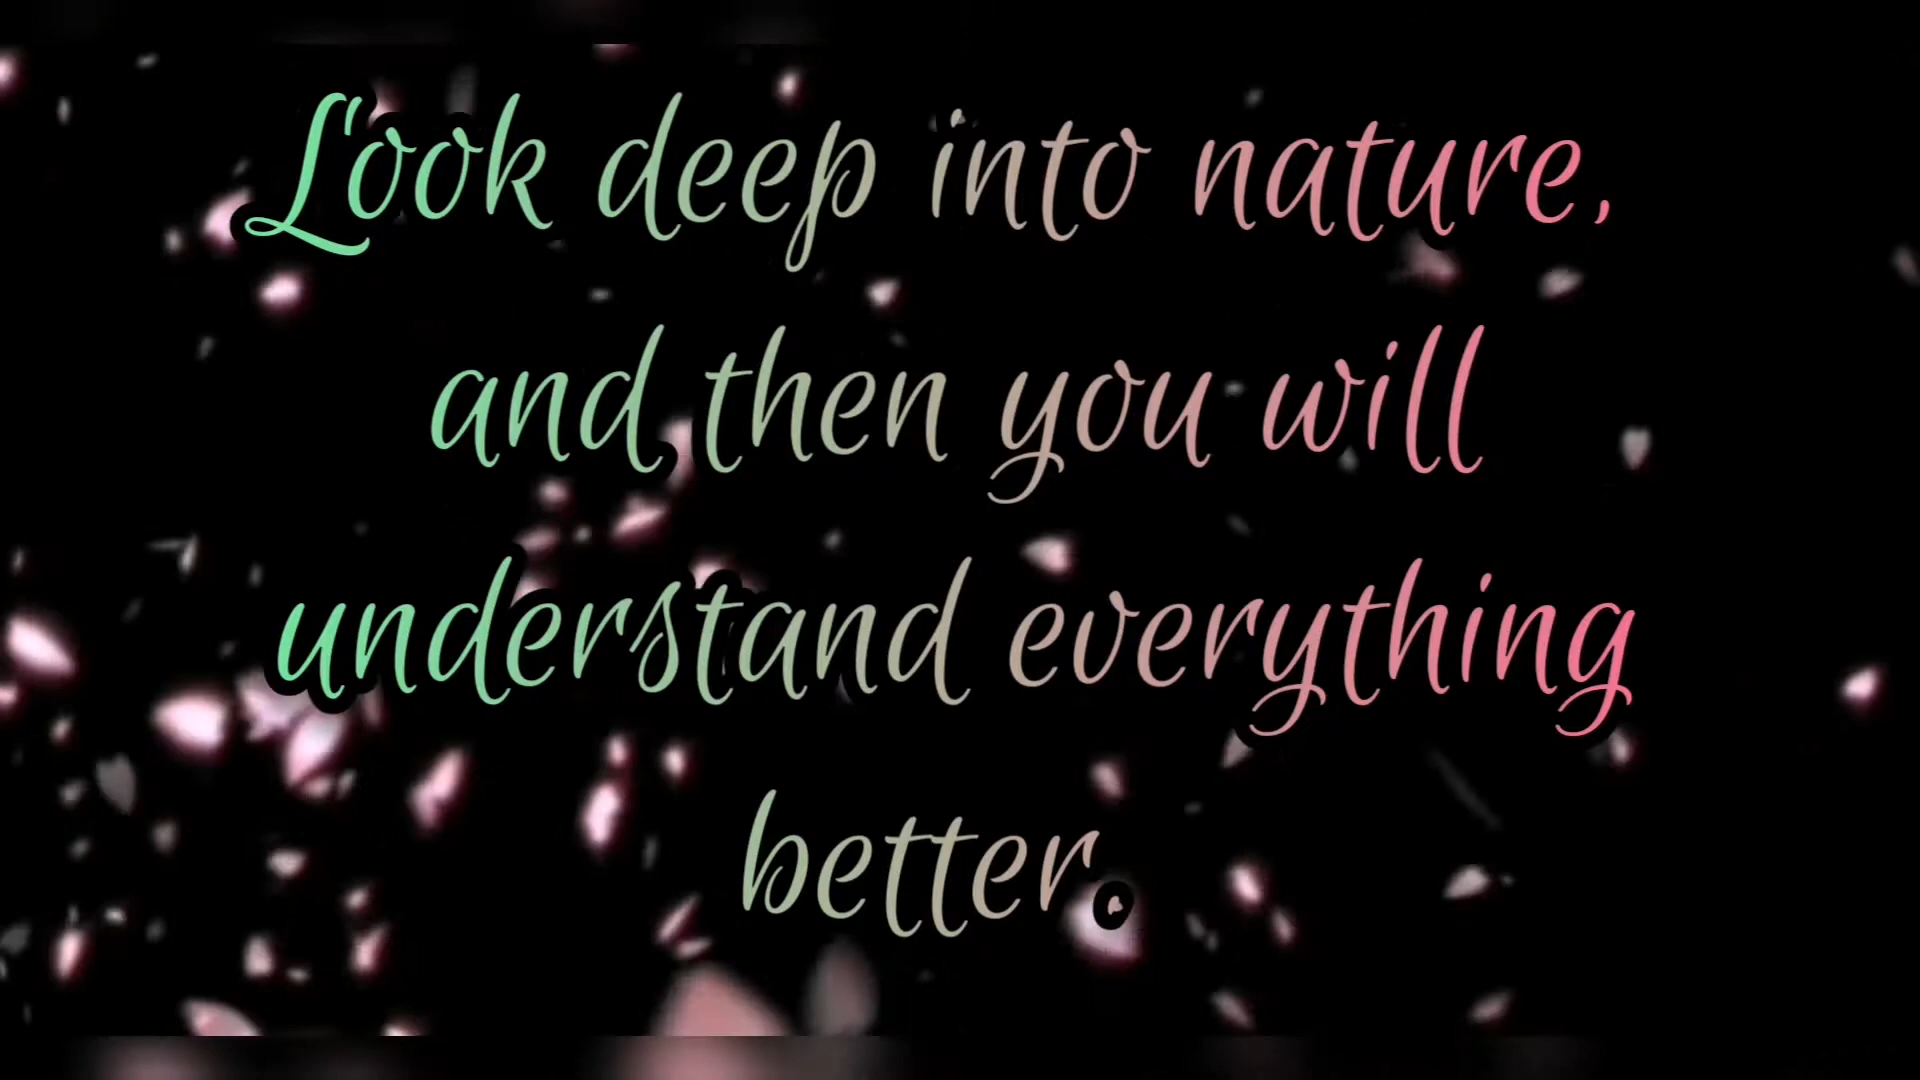 Look deep into nature,
and then you will
understand everything
better.